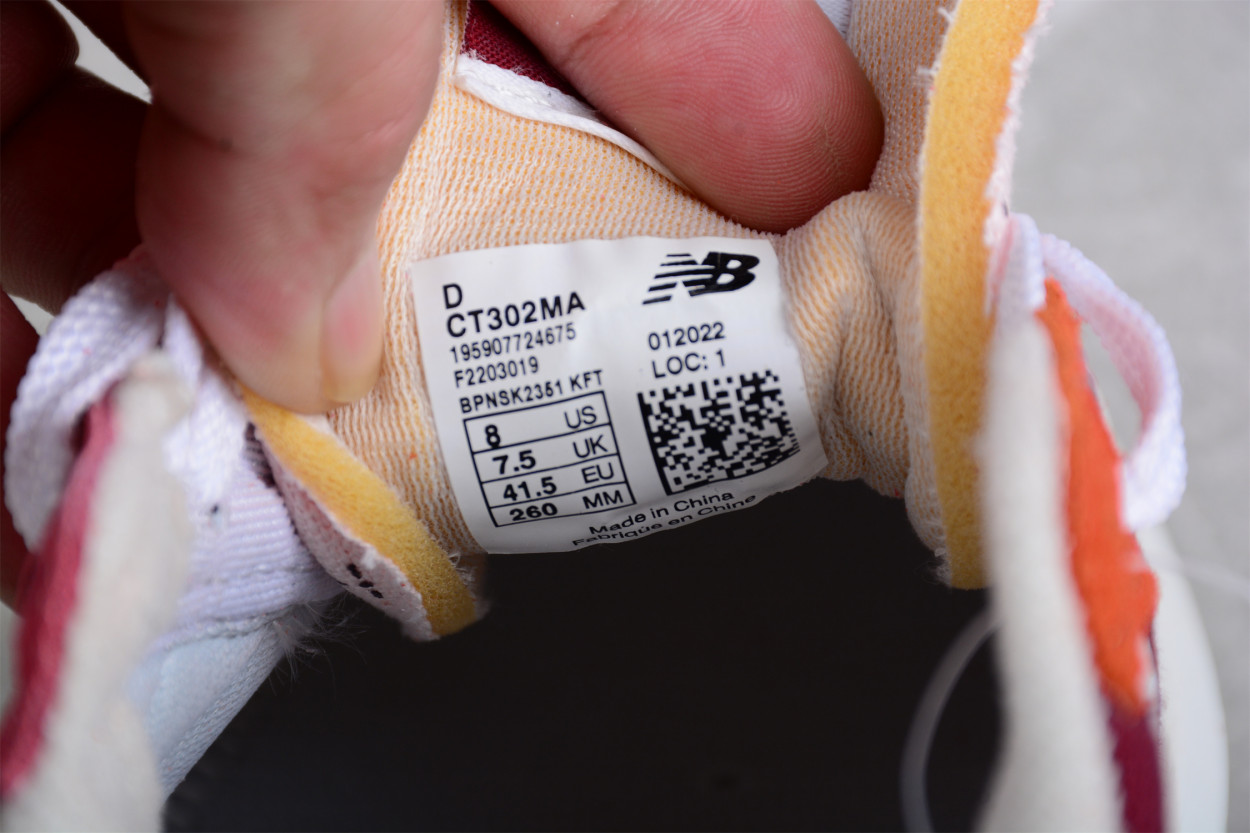 D
CT302MA
195907724675
F2203019
BPNSK2351 KFT
8 US
7.5 UK
41.5 EU
260 MM
NB
012022
LOC: 1
Made in China
Fabriqué en Chine